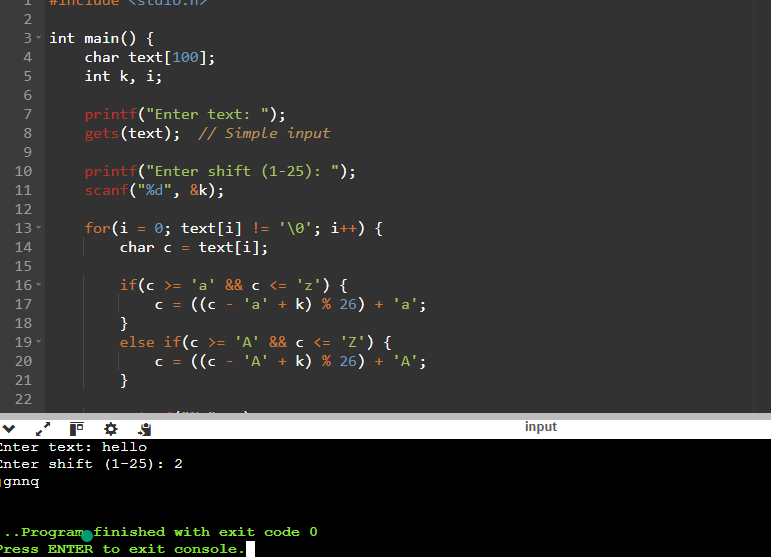 1 #include <stdio.h>
2
3 int main() {
4 char text[100];
5 int k, i;
6
7 printf("Enter text: ");
8 gets(text); // Simple input
9
10 printf("Enter shift (1-25): ");
11 scanf("%d", &k);
12
13 for(i = 0; text[i] != '\0'; i++) {
14 char c = text[i];
15
16 if(c >= 'a' && c <= 'z') {
17 c = ((c - 'a' + k) % 26) + 'a';
18 }
19 else if(c >= 'A' && c <= 'Z') {
20 c = ((c - 'A' + k) % 26) + 'A';
21 }
22
input
Enter text: hello
Enter shift (1-25): 2
jgnnq
...Program finished with exit code 0
Press ENTER to exit console.